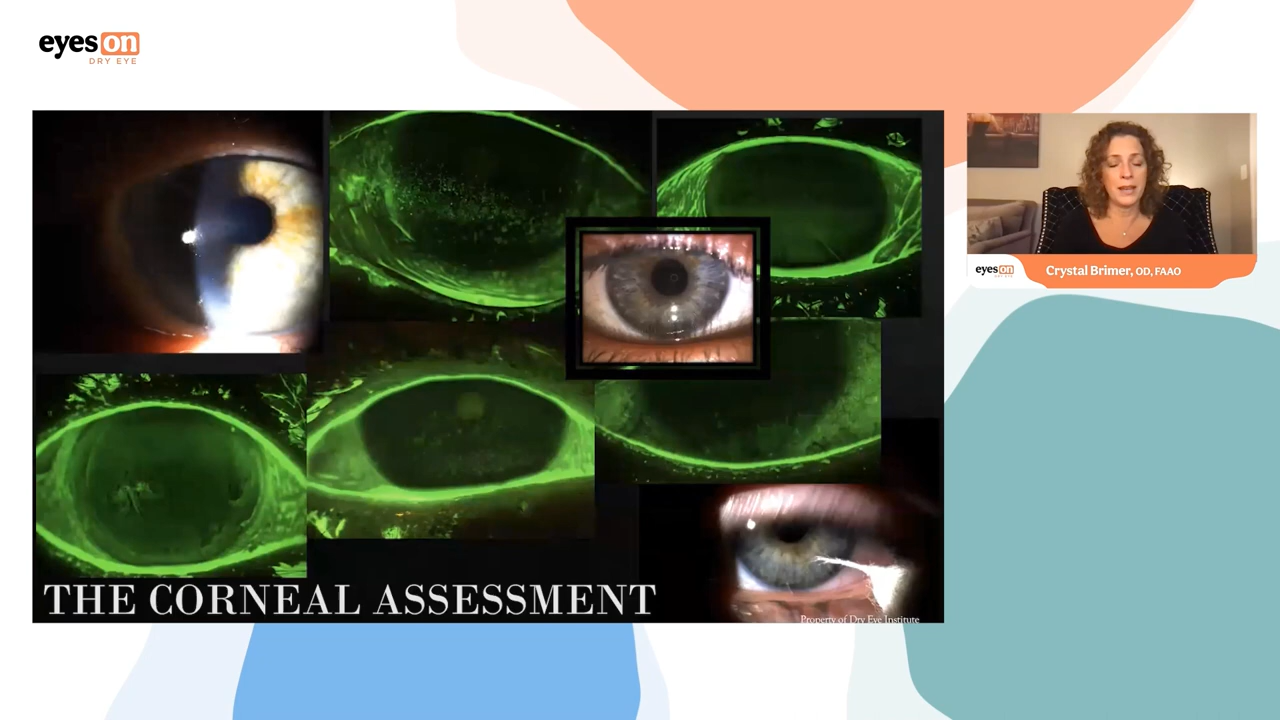 eyes on
DRY EYE
eyes on
Crystal Brimer, OD, FAAO
THE CORNEAL ASSESSMENT
Property of Dry Eye Institute